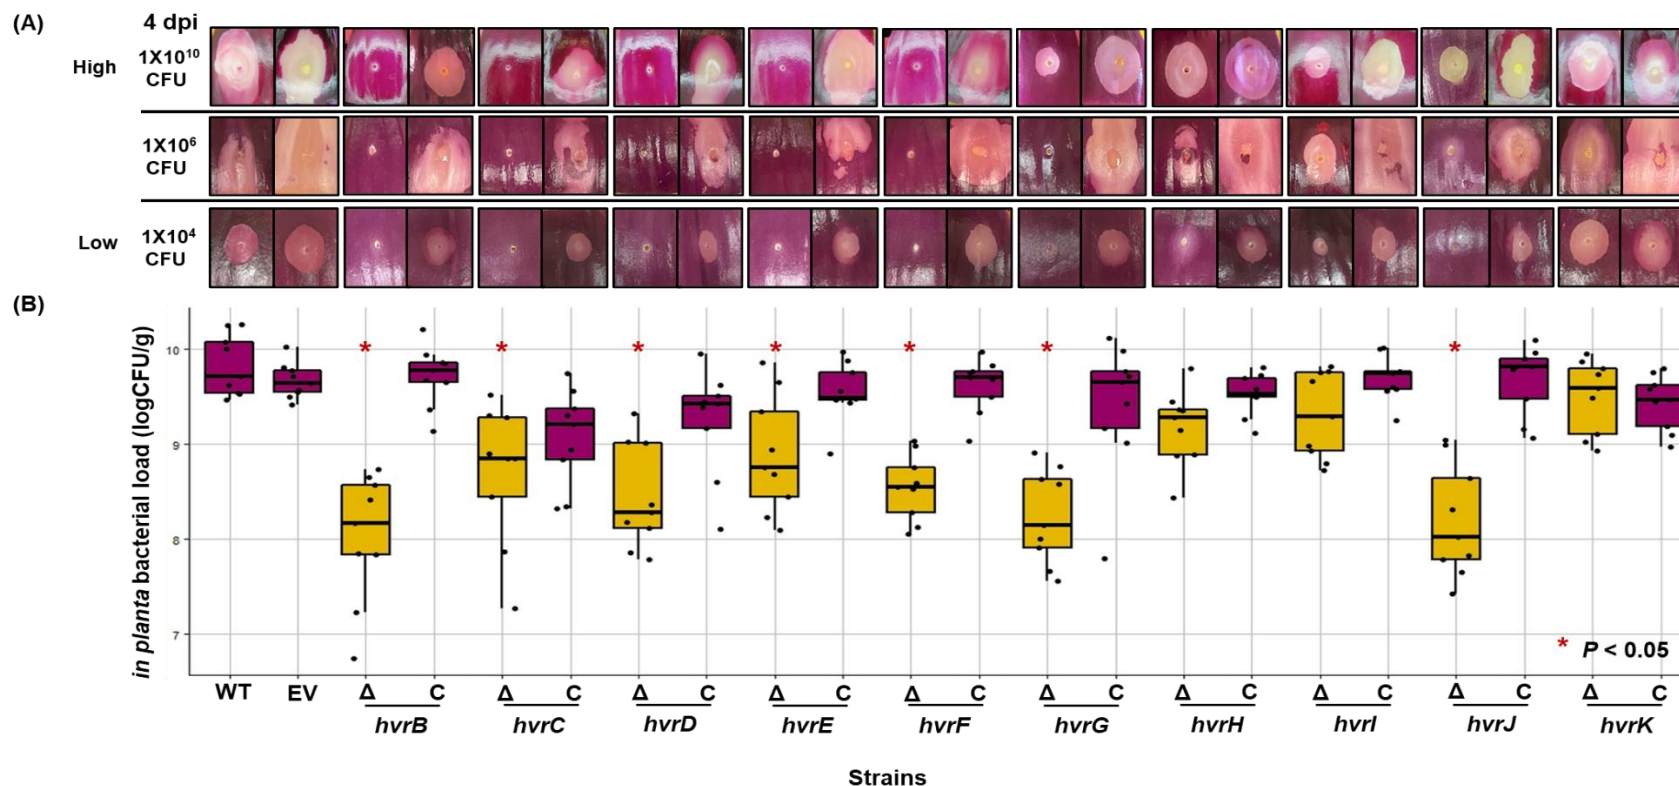 (A)
4 dpi
High
1X10¹⁰
CFU
1X10⁶
CFU
Low
1X10⁴
CFU
(B)
in planta bacterial load (logCFU/g)
10
9
8
7
* * * * * * *
* P < 0.05
WT EV Δ C Δ C Δ C Δ C Δ C Δ C Δ C Δ C Δ C Δ C
hvrB hvrC hvrD hvrE hvrF hvrG hvrH hvrI hvrJ hvrK
Strains